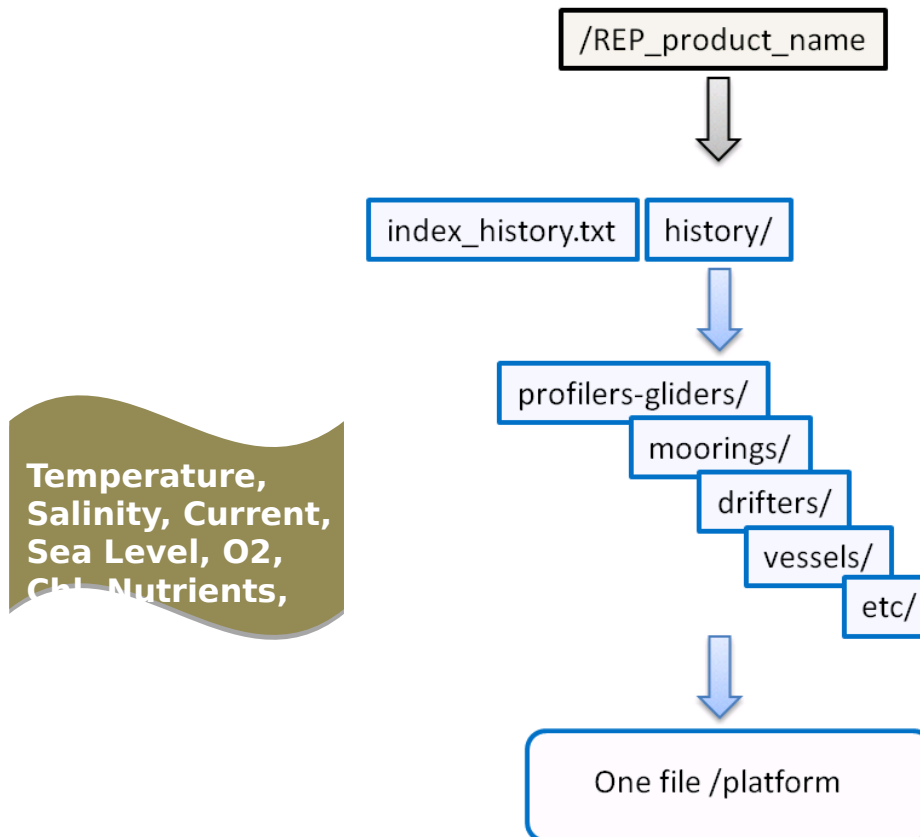 /REP_product_name
index_history.txt
history/
profilers-gliders/
moorings/
drifters/
vessels/
etc/
One file /platform
Temperature,
Salinity, Current,
Sea Level, O2,
Chl, Nutrients,